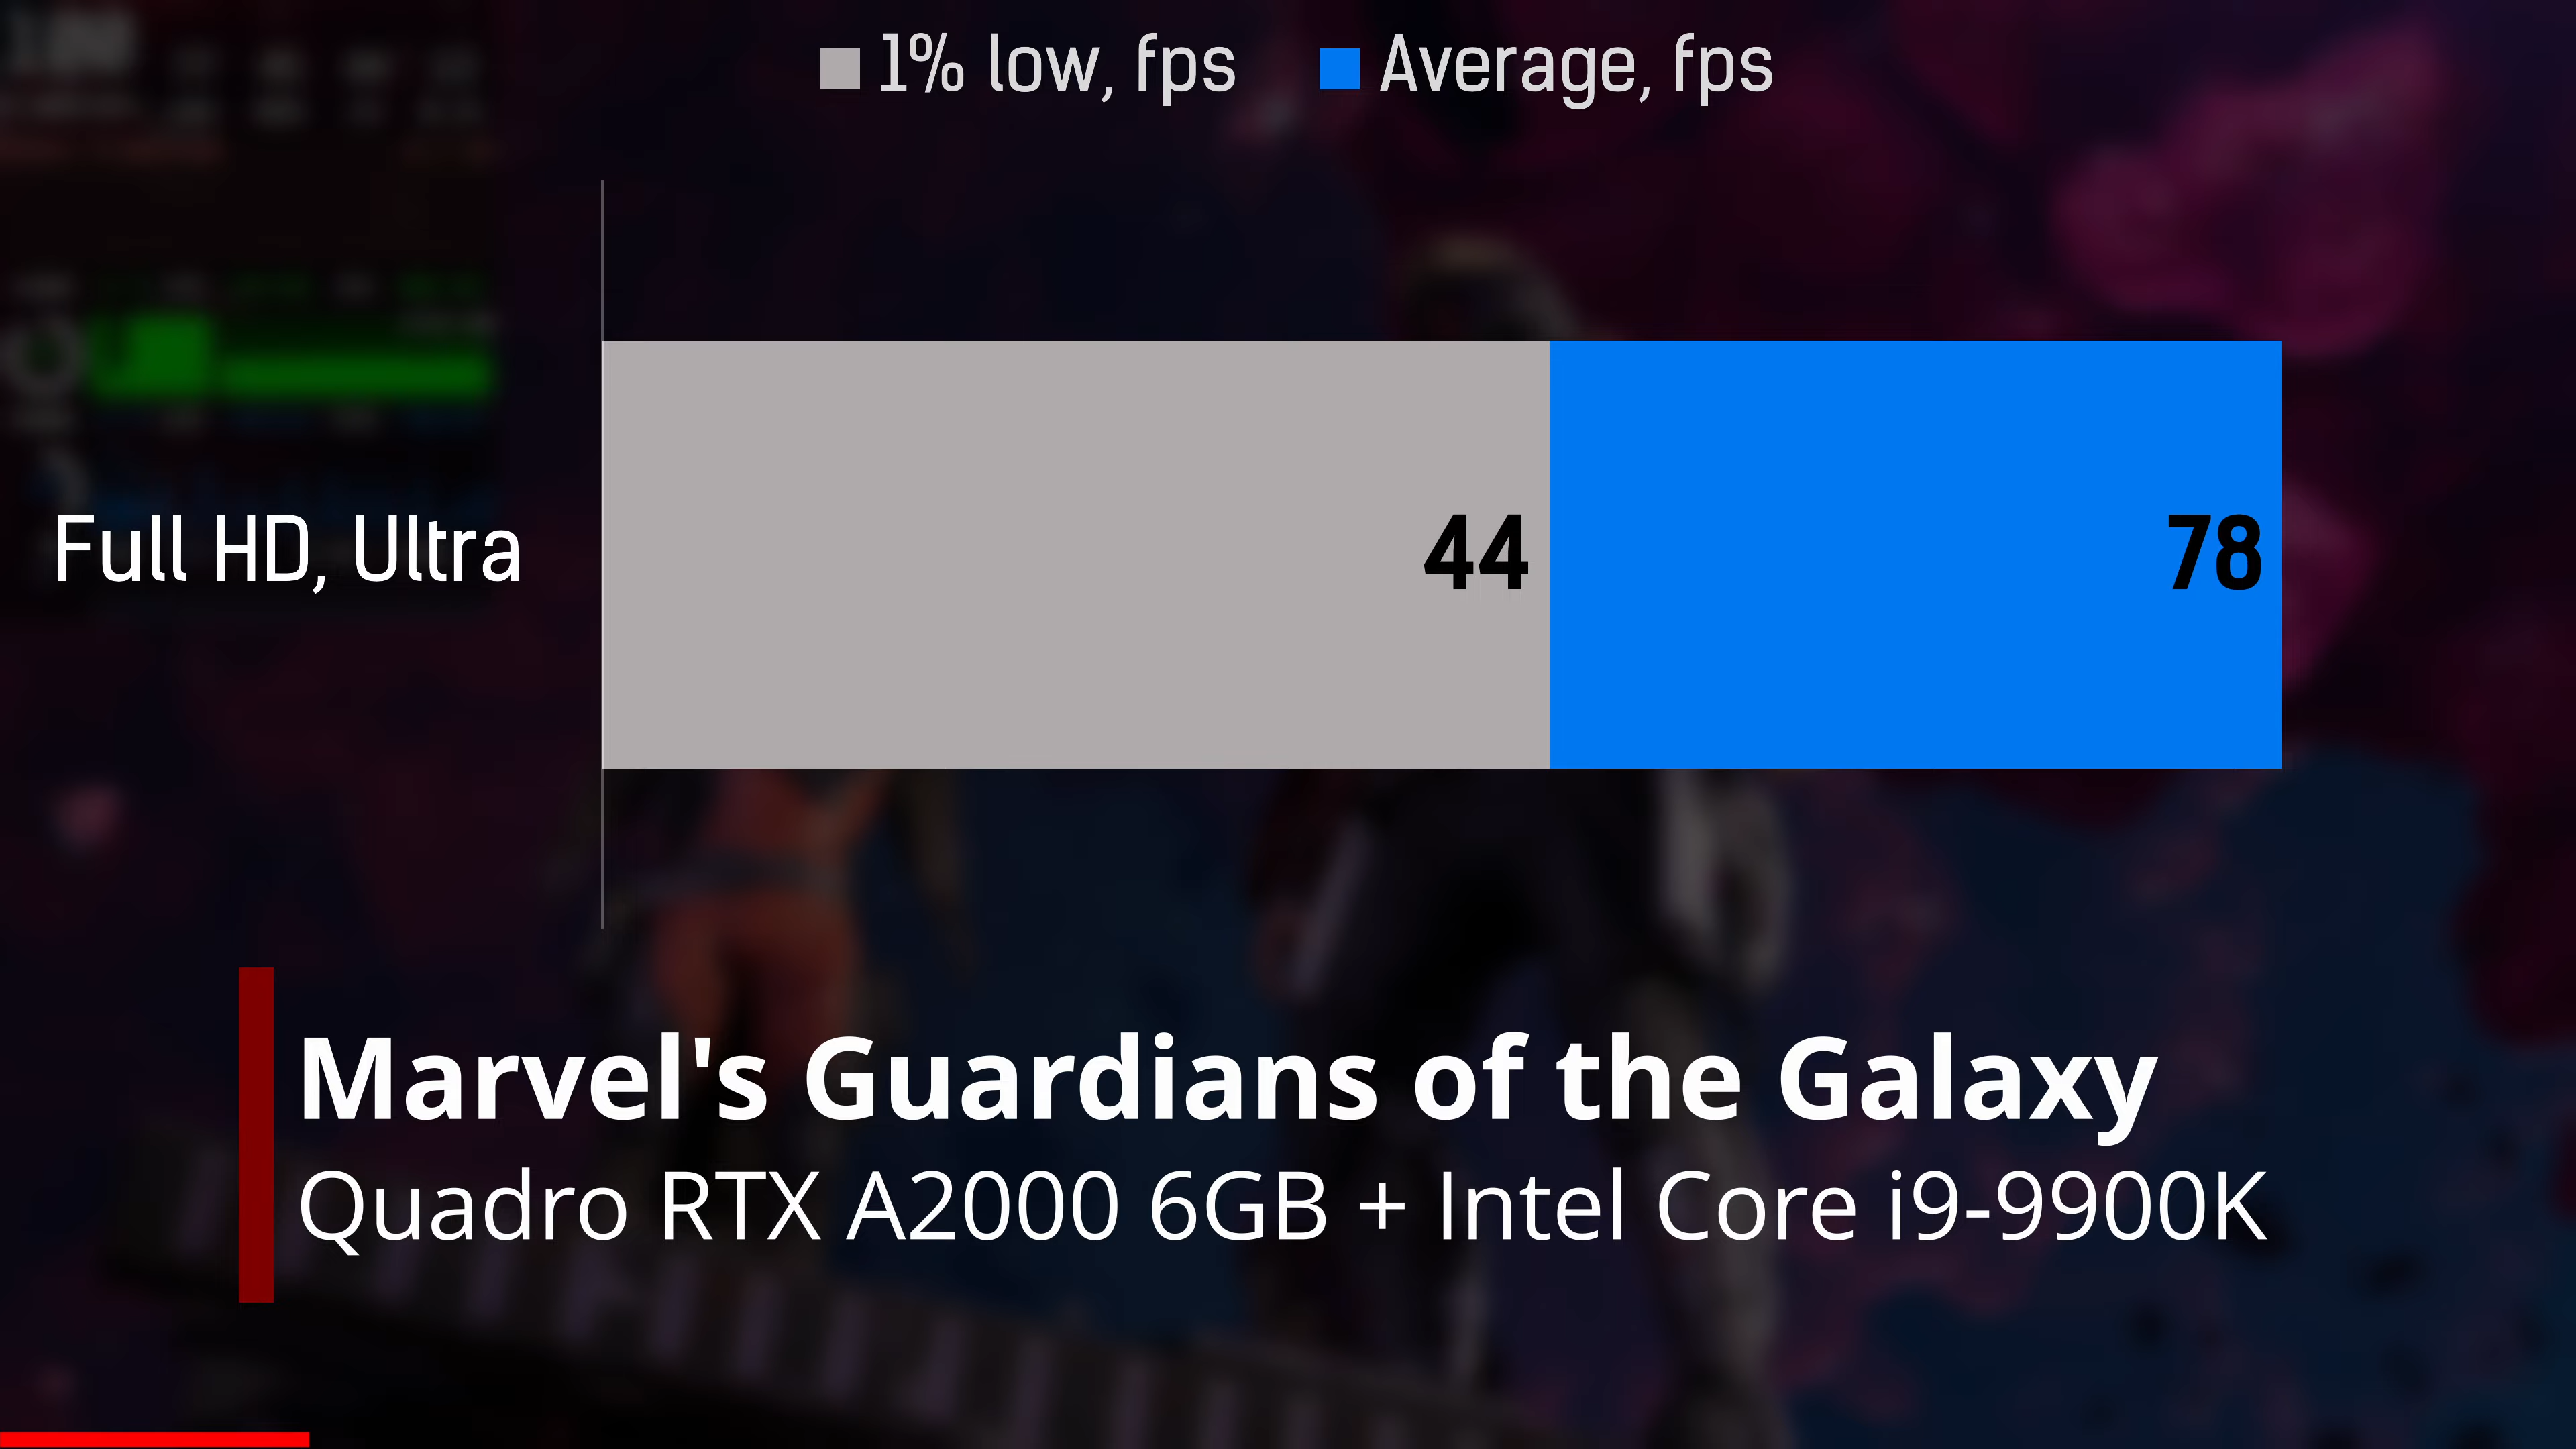 1% low, fps
Average, fps
Full HD, Ultra
44
78
Marvel's Guardians of the Galaxy
Quadro RTX A2000 6GB + Intel Core i9-9900K